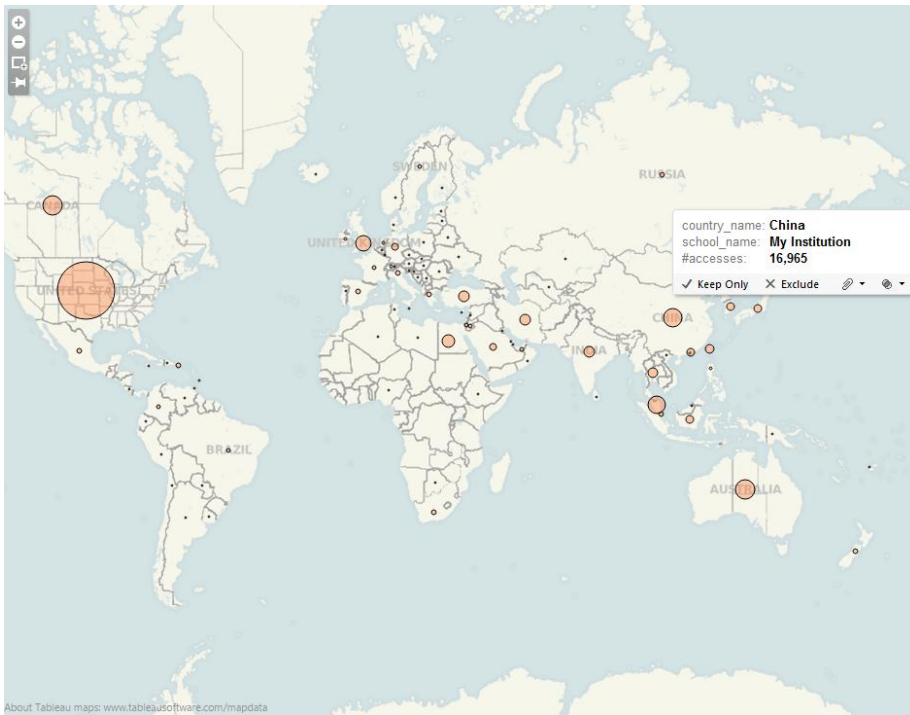 SWEDEN
RUSSIA
CANADA
UNITED KINGDOM
country_name: China
school_name: My Institution
#accesses: 16,965
Keep Only Exclude
UNITED STATES
CHINA
INDIA
BRAZIL
AUSTRALIA
About Tableau maps: www.tableausoftware.com/mapdata